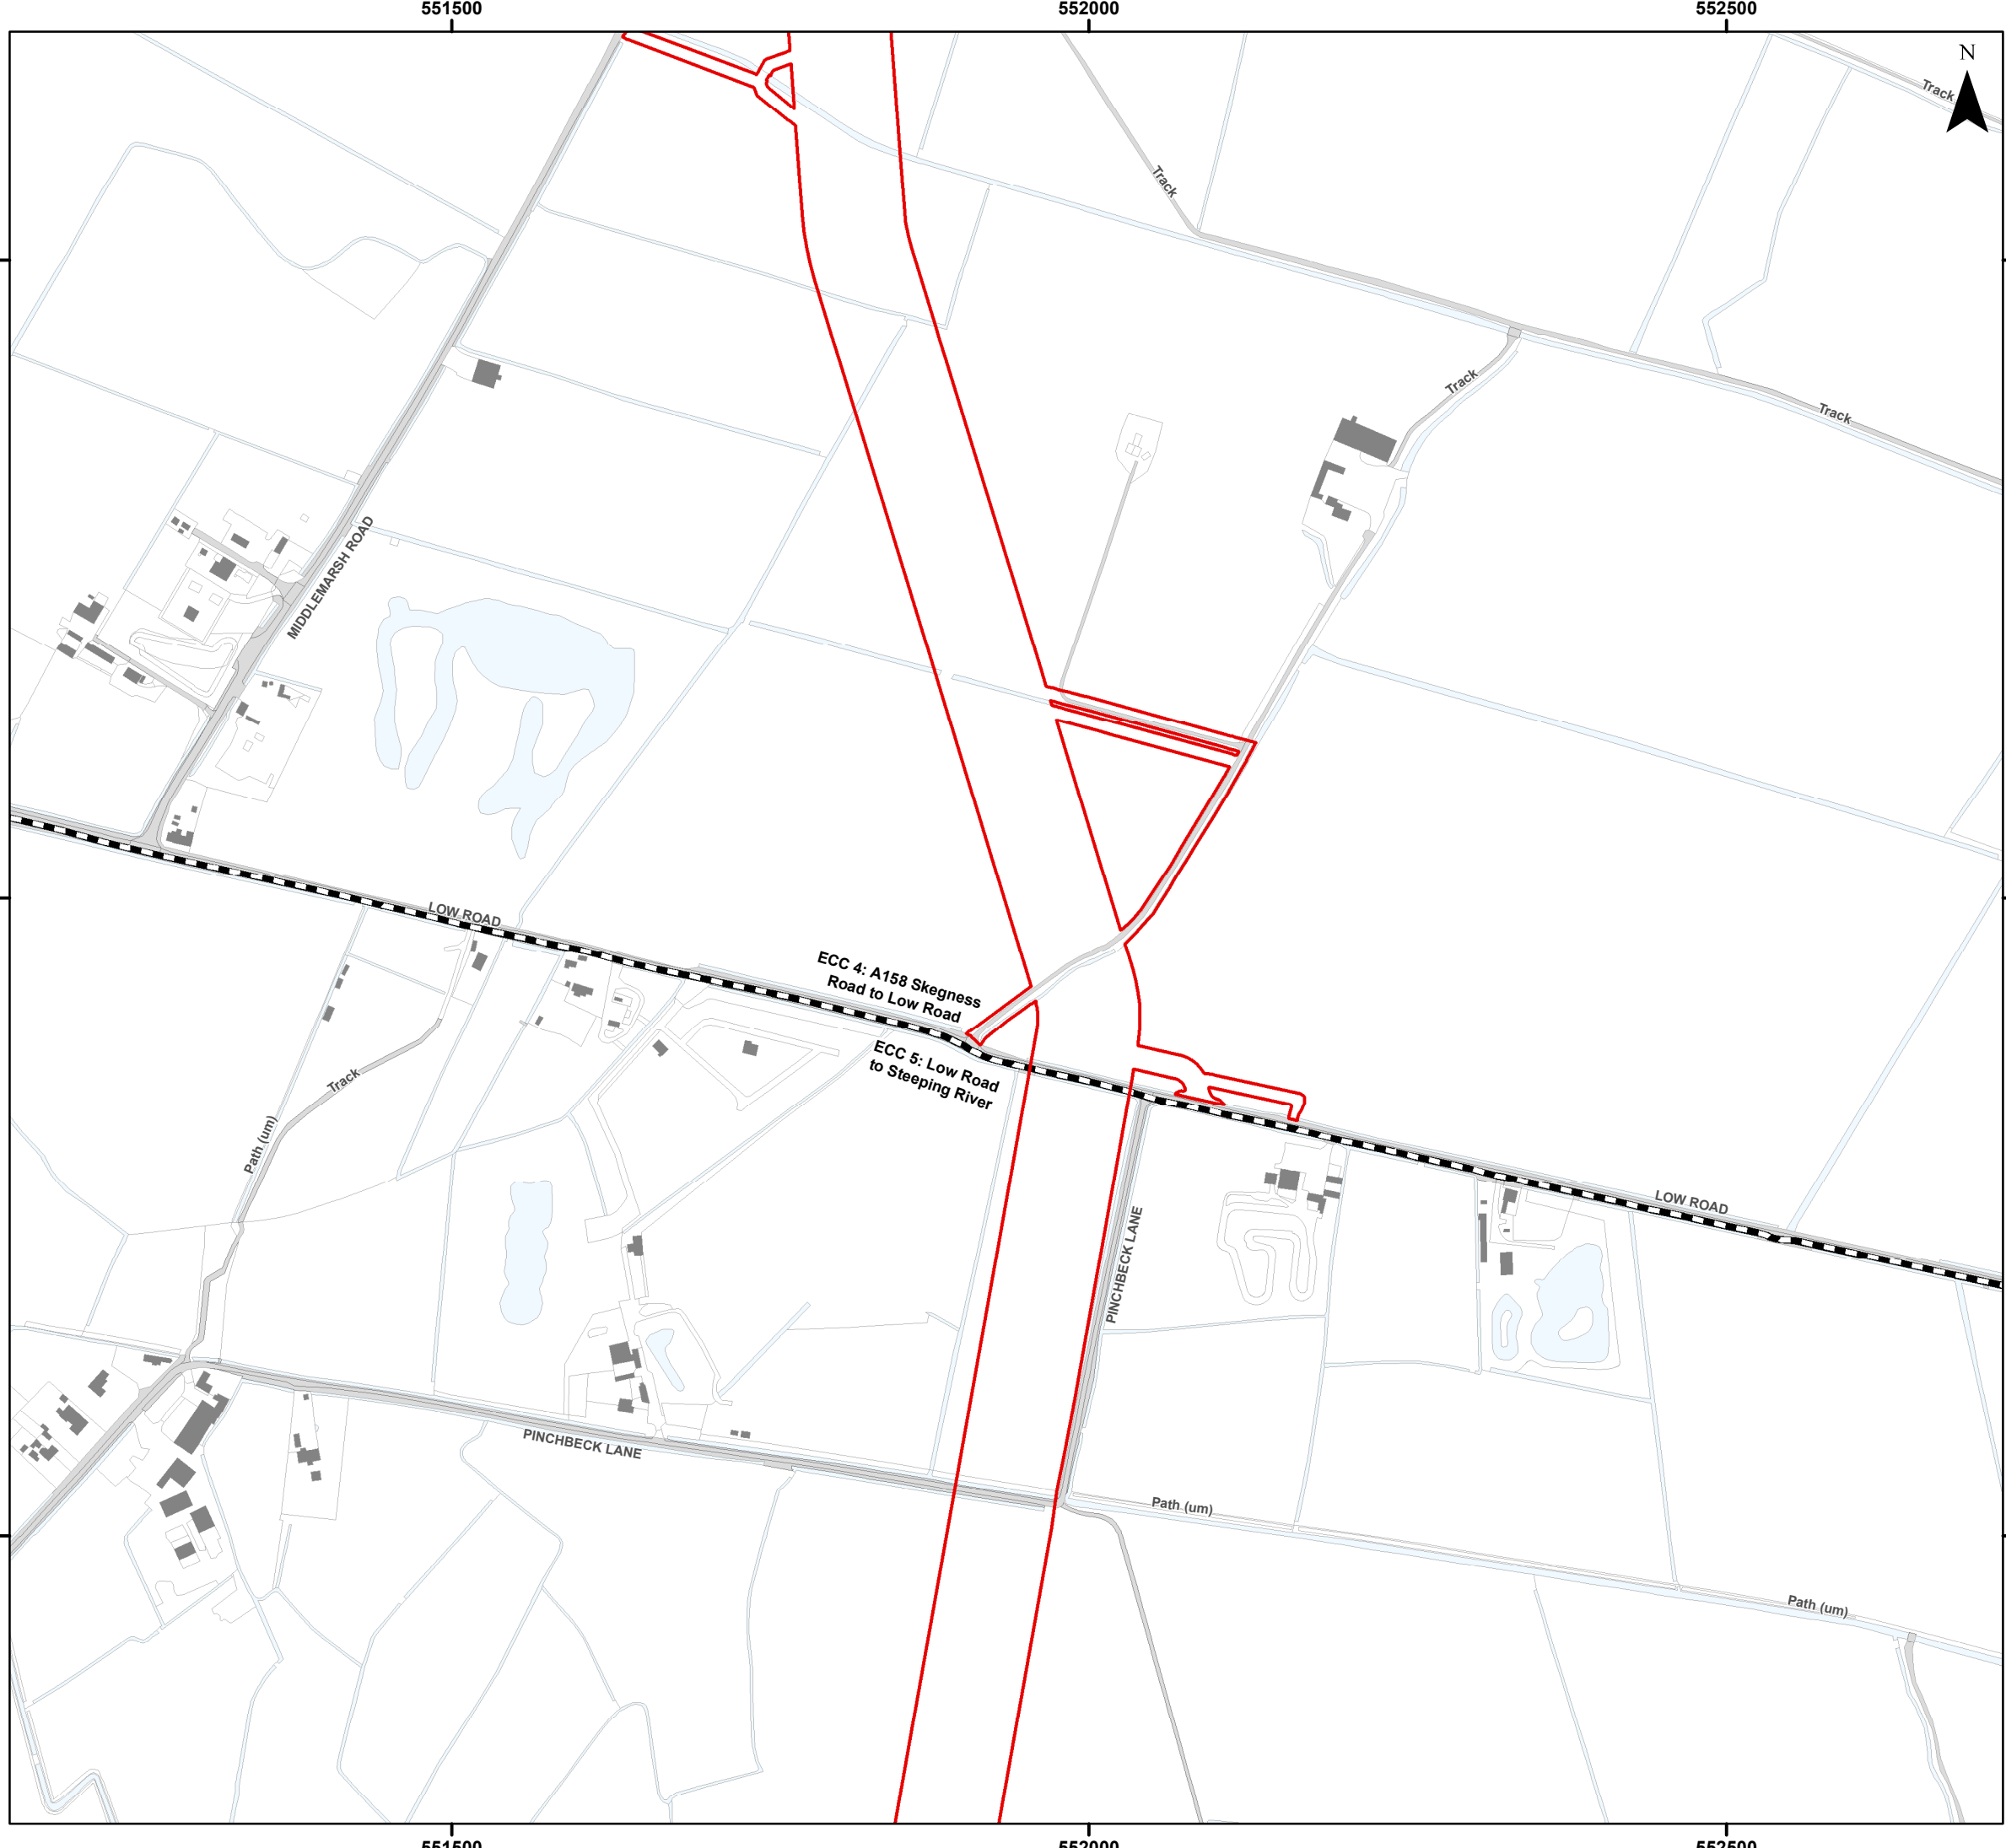 551500
552000
552500
N
Track
Track
Track
Track
MIDDLEMARSH ROAD
LOW ROAD
ECC 4: A158 Skegness
Road to Low Road
ECC 5: Low Road
to Steeping River
Track
Path (um)
LOW ROAD
PINCHBECK LANE
PINCHBECK LANE
Path (um)
Path (um)
551500
552000
552500